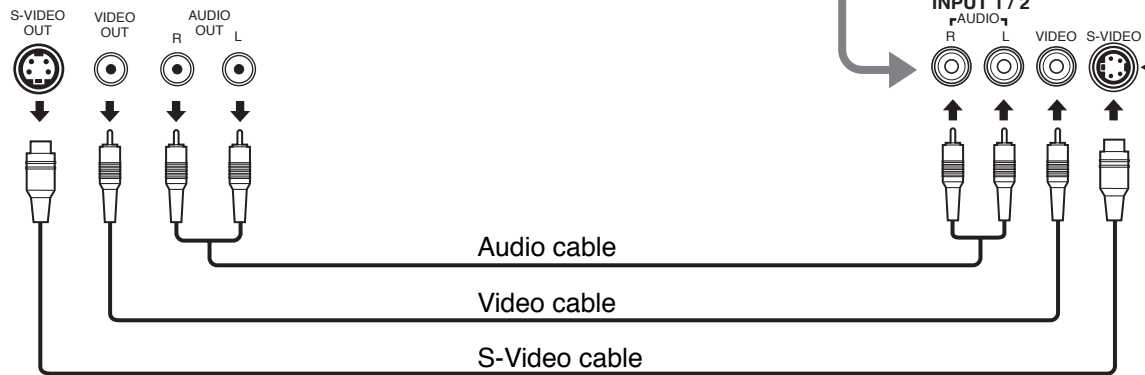 S-VIDEO OUT
VIDEO OUT
AUDIO OUT
R L
INPUT 1 / 2
AUDIO
R L VIDEO S-VIDEO
Audio cable
Video cable
S-Video cable